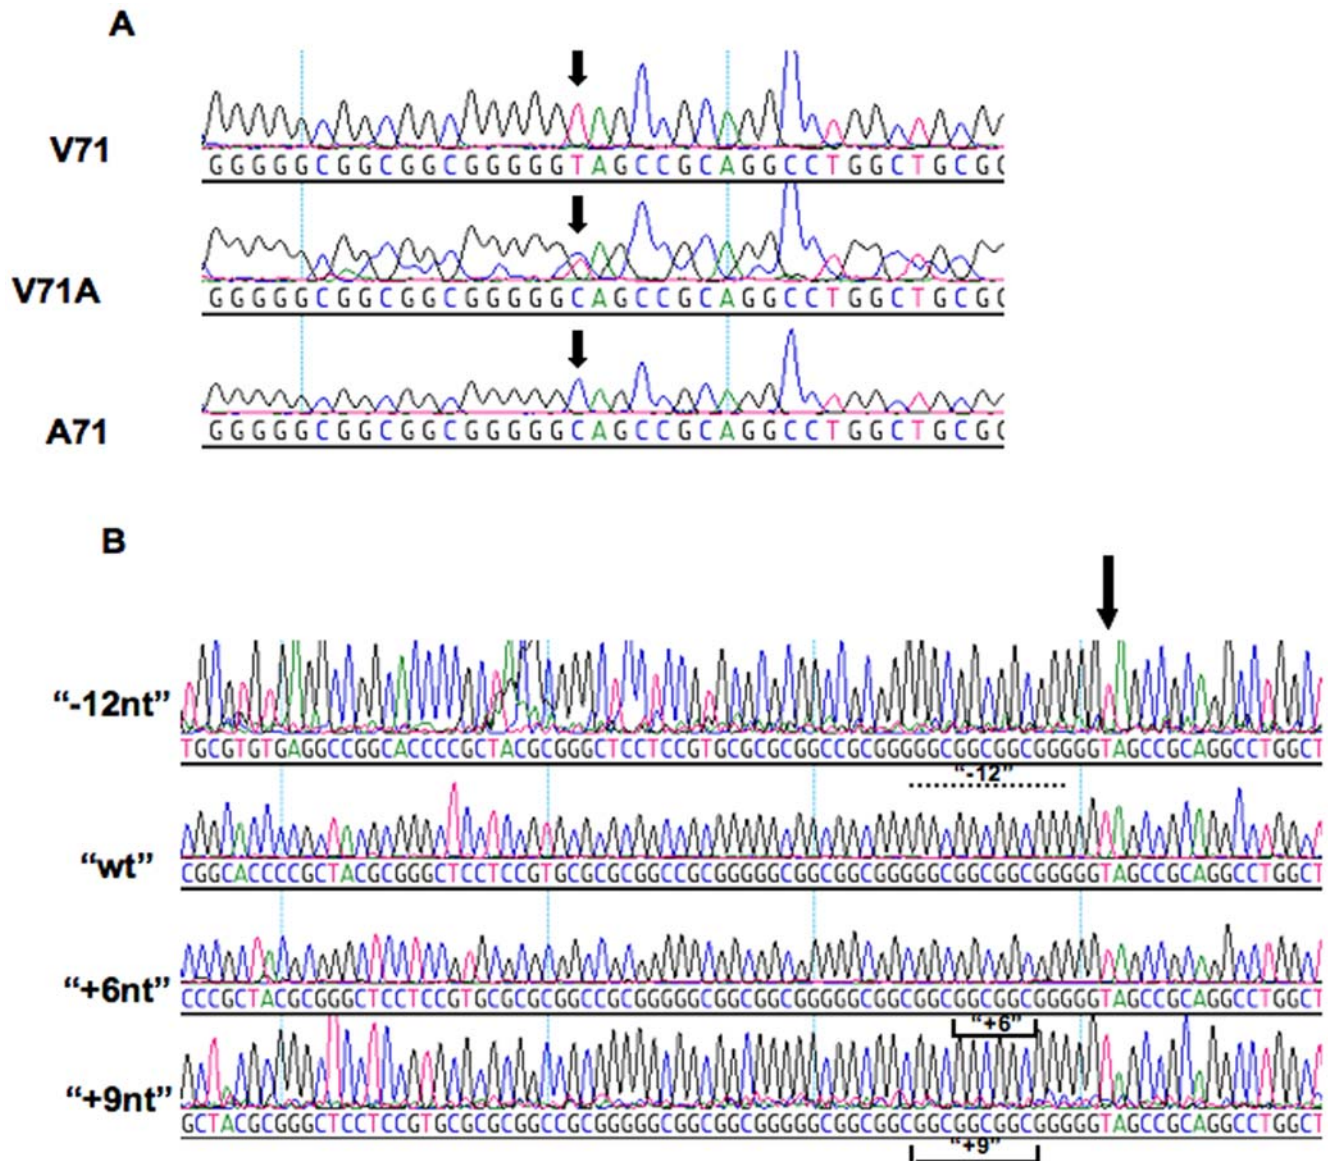 A
V71
GGGGGCGGCGGCGGGGGTAGCCGCAGGCCTGGCTGCG
V71A
GGGGGCGGCGGCGGGGGCAGCCGCAGGCCTGGCTGCG
A71
GGGGGCGGCGGCGGGGGCAGCCGCAGGCCTGGCTGCG
B
“-12nt”
TGCGTGTGAGGCCGGCACCCCGCTACGCGGGCTCCTCCGTGCGCGCGGCCGCGGGGGCGGCGGCGGGGGTAGCCGCAGGCCTGGCT
“-12”
“wt”
CGGCACCCCGCTACGCGGGCTCCTCCGTGCGCGCGGCCGCGGGGGCGGCGGCGGGGGCGGCGGCGGGGGTAGCCGCAGGCCTGGCT
“+6nt”
CCCGCTACGCGGGCTCCTCCGTGCGCGCGGCCGCGGGGGCGGCGGCGGGGGCGGCGGCGGCGGCGGGGGTAGCCGCAGGCCTGGCT
“+6”
“+9nt”
GCTACGCGGGCTCCTCCGTGCGCGCGGCCGCGGGGGCGGCGGCGGGGGCGGCGGCGGCGGCGGCGGGGGTAGCCGCAGGCCTGGCT
“+9”